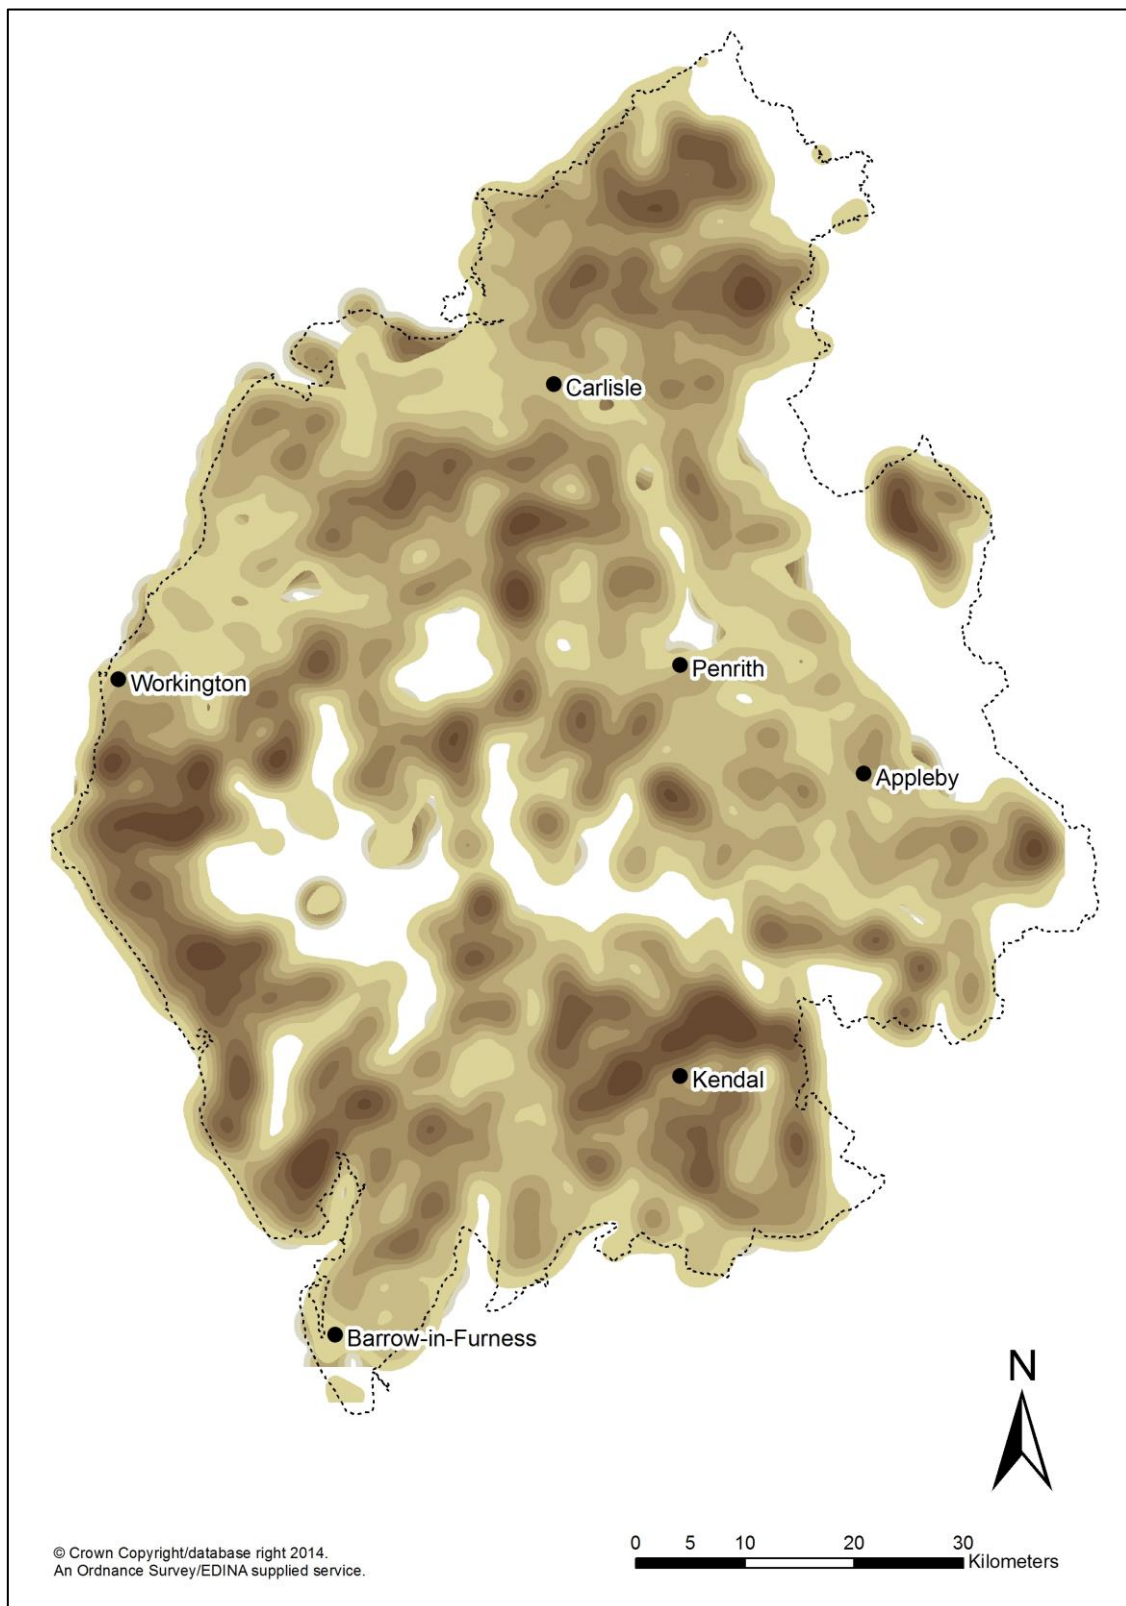 Carlisle
Workington
Penrith
Appleby
Kendal
Barrow-in-Furness
N
0 5 10 20 30
Kilometers
© Crown Copyright/database right 2014.
An Ordnance Survey/EDINA supplied service.